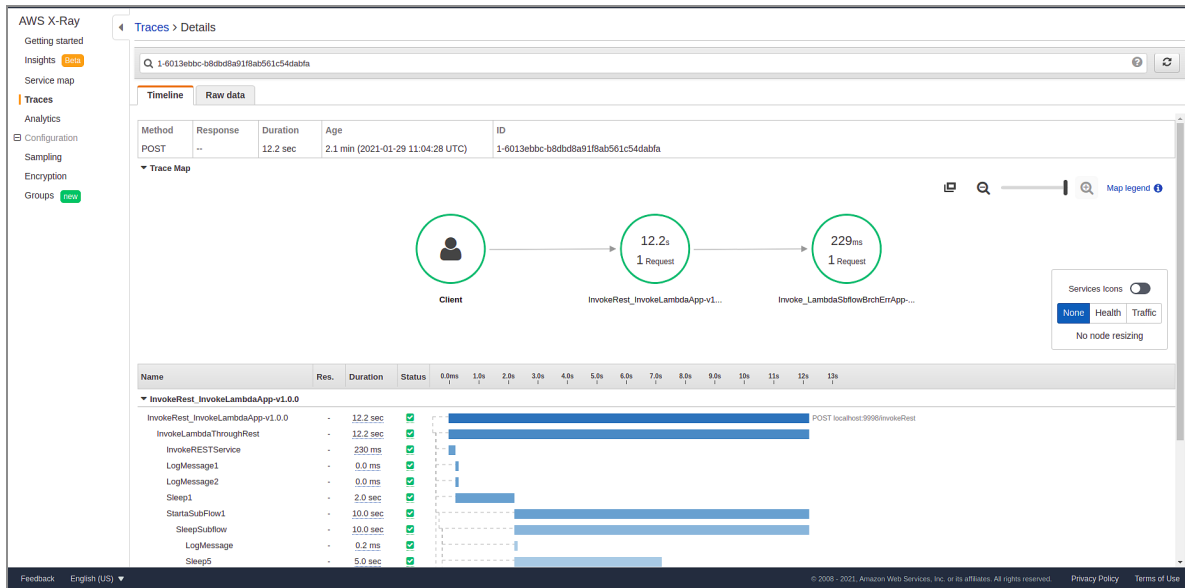 AWS X-Ray
Getting started
Insights Beta
Service map
Traces
Analytics
Configuration
Sampling
Encryption
Groups new
Traces > Details
1-6013ebbc-b8dbd8a91f8ab561c54dabfa
Timeline Raw data
Method Response Duration Age ID
POST -- 12.2 sec 2.1 min (2021-01-29 11:04:28 UTC) 1-6013ebbc-b8dbd8a91f8ab561c54dabfa
Trace Map
Map legend
12.2s
1 Request
229ms
1 Request
Client
InvokeRest_InvokeLambdaApp-v1...
Invoke_LambdaSbflowBrchErrApp-...
Services Icons
None Health Traffic
No node resizing
Name Res. Duration Status 0.0ms 1.0s 2.0s 3.0s 4.0s 5.0s 6.0s 7.0s 8.0s 9.0s 10s 11s 12s 13s
InvokeRest_InvokeLambdaApp-v1.0.0
InvokeRest_InvokeLambdaApp-v1.0.0 - 12.2 sec POST localhost:9998/invokeRest
InvokeLambdaThroughRest - 12.2 sec
InvokeRESTService - 230 ms
LogMessage1 - 0.0 ms
LogMessage2 - 0.0 ms
Sleep1 - 2.0 sec
StartaSubFlow1 - 10.0 sec
SleepSubflow - 10.0 sec
LogMessage - 0.2 ms
Sleep5 - 5.0 sec
Feedback English (US) © 2008 - 2021, Amazon Web Services, Inc. or its affiliates. All rights reserved. Privacy Policy Terms of Use